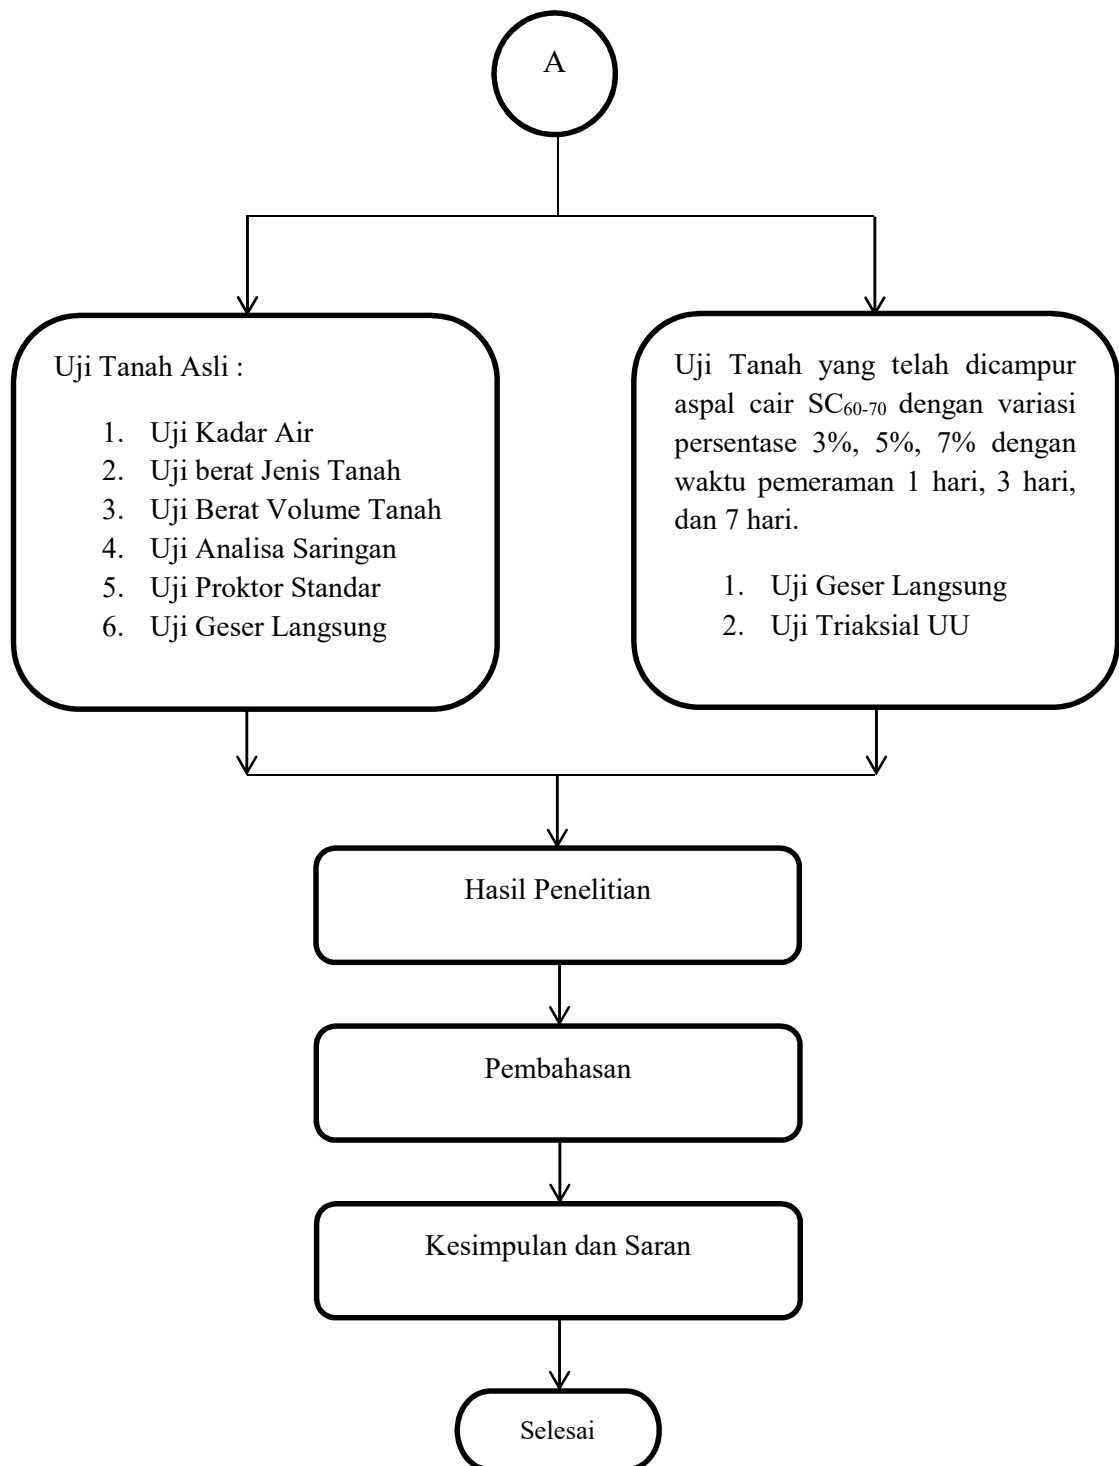 A
Uji Tanah Asli :
1. Uji Kadar Air
2. Uji berat Jenis Tanah
3. Uji Berat Volume Tanah
4. Uji Analisa Saringan
5. Uji Proktor Standar
6. Uji Geser Langsung
Uji Tanah yang telah dicampur
aspal cair SC60-70 dengan variasi
persentase 3%, 5%, 7% dengan
waktu pemeraman 1 hari, 3 hari,
dan 7 hari.
1. Uji Geser Langsung
2. Uji Triaksial UU
Hasil Penelitian
Pembahasan
Kesimpulan dan Saran
Selesai